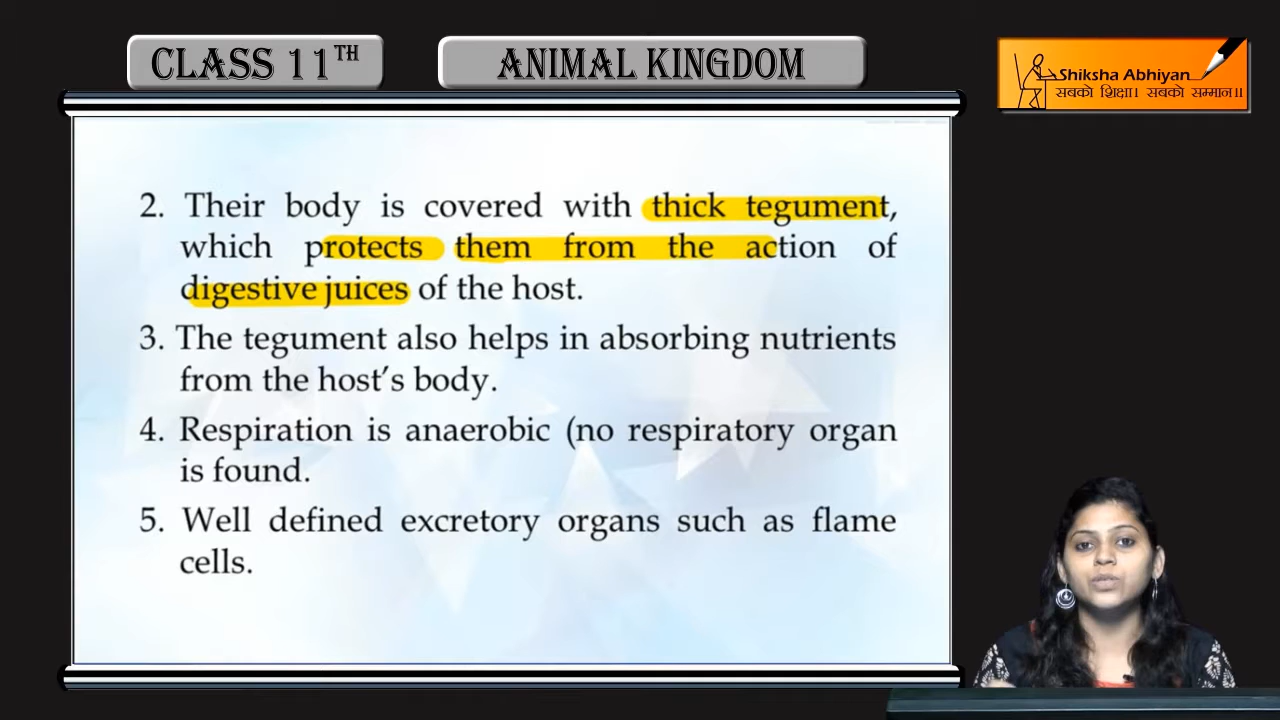 CLASS 11TH
ANIMAL KINGDOM
Shiksha Abhiyan
सबको शिक्षा। सबको सम्मान॥
2. Their body is covered with thick tegument,
which protects them from the action of
digestive juices of the host.
3. The tegument also helps in absorbing nutrients
from the host's body.
4. Respiration is anaerobic (no respiratory organ
is found.
5. Well defined excretory organs such as flame
cells.